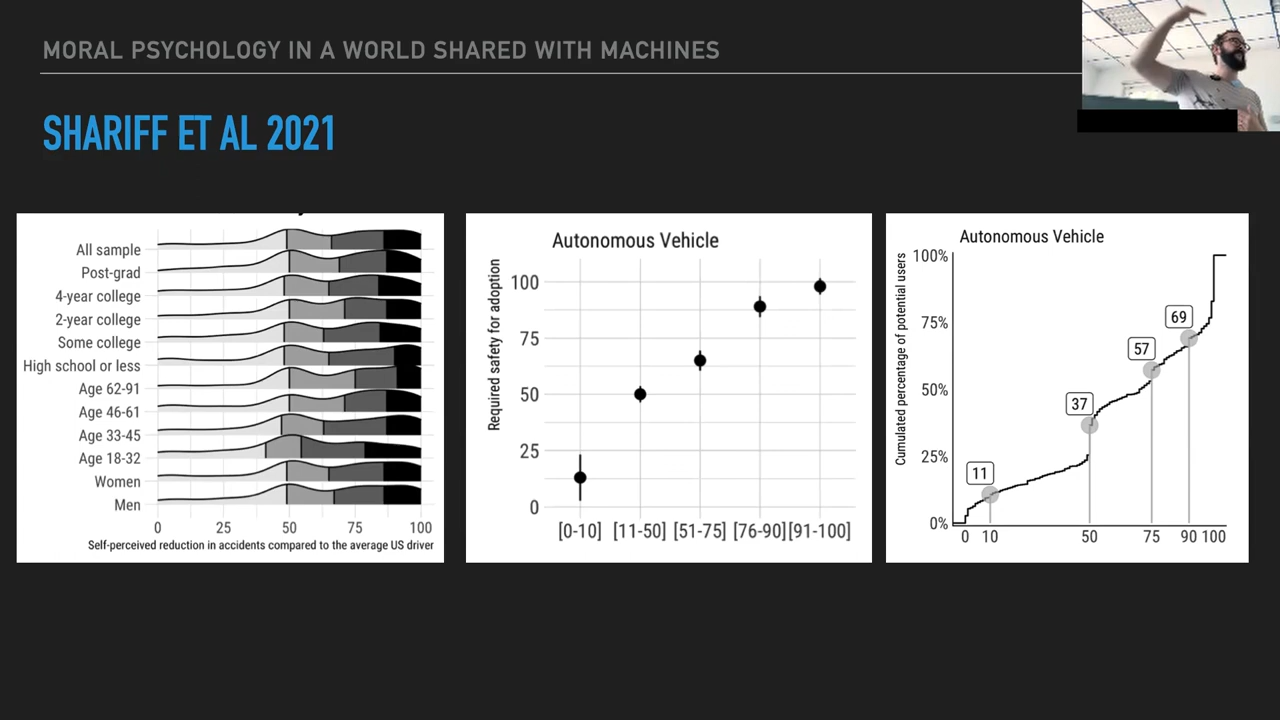 MORAL PSYCHOLOGY IN A WORLD SHARED WITH MACHINES
SHARIFF ET AL 2021
All sample
Post-grad
4-year college
2-year college
Some college
High school or less
Age 62-91
Age 46-61
Age 33-45
Age 18-32
Women
Men
0 25 50 75 100
Self-perceived reduction in accidents compared to the average US driver
Autonomous Vehicle
Required safety for adoption
100
75
50
25
0
[0-10] [11-50] [51-75] [76-90] [91-100]
Autonomous Vehicle
Cumulated percentage of potential users
100%
75%
50%
25%
0%
69
57
37
11
0 10 50 75 90 100